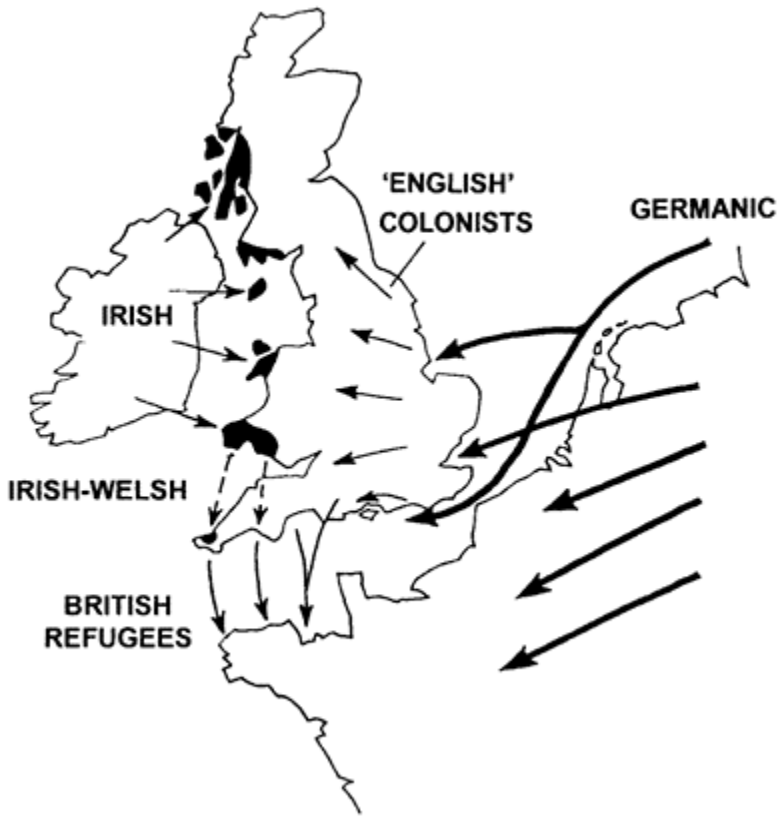 'ENGLISH'
COLONISTS
GERMANIC
IRISH
IRISH-WELSH
BRITISH
REFUGEES